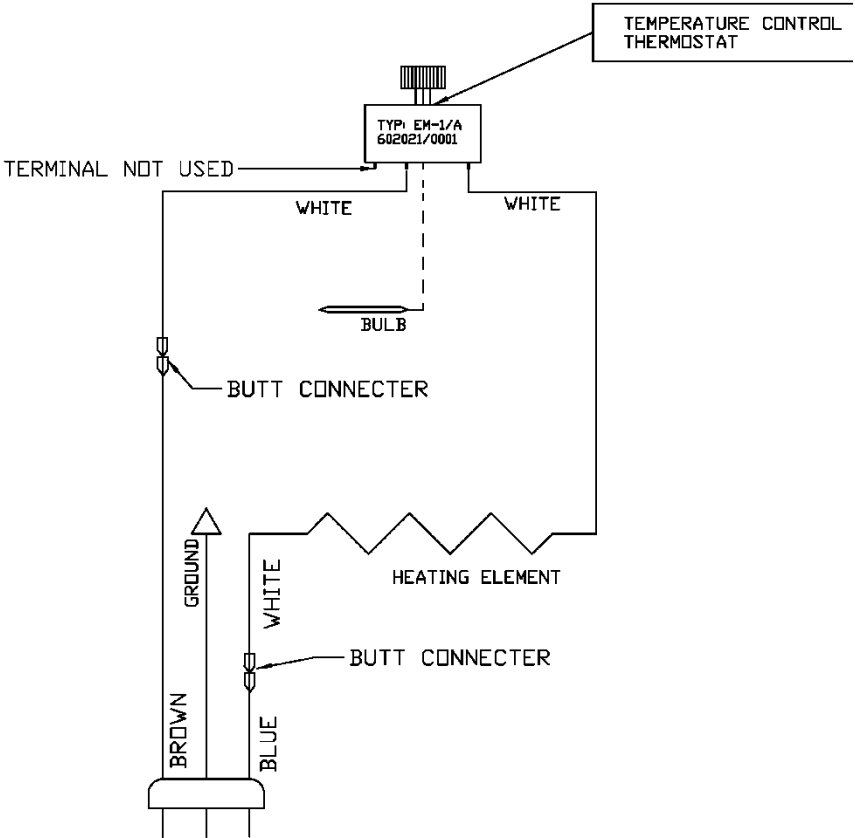 TEMPERATURE CONTROL
THERMOSTAT
TYP: EM-1/A
602021/0001
TERMINAL NOT USED
WHITE
WHITE
BULB
BUTT CONNECTER
GROUND
WHITE
HEATING ELEMENT
BUTT CONNECTER
BROWN
BLUE